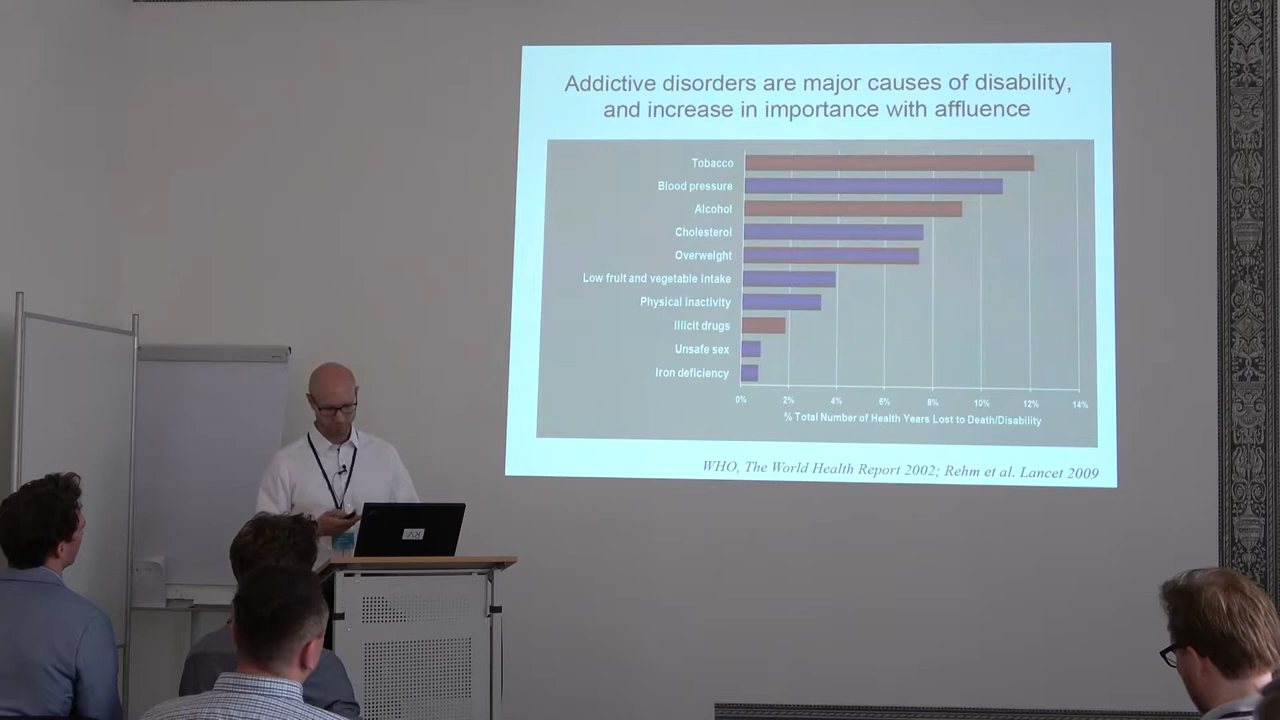 Addictive disorders are major causes of disability,
and increase in importance with affluence
Tobacco
Blood pressure
Alcohol
Cholesterol
Overweight
Low fruit and vegetable intake
Physical inactivity
Illicit drugs
Unsafe sex
Iron deficiency
0% 2% 4% 6% 8% 10% 12% 14%
% Total Number of Health Years Lost to Death/Disability
WHO, The World Health Report 2002; Rehm et al. Lancet 2009